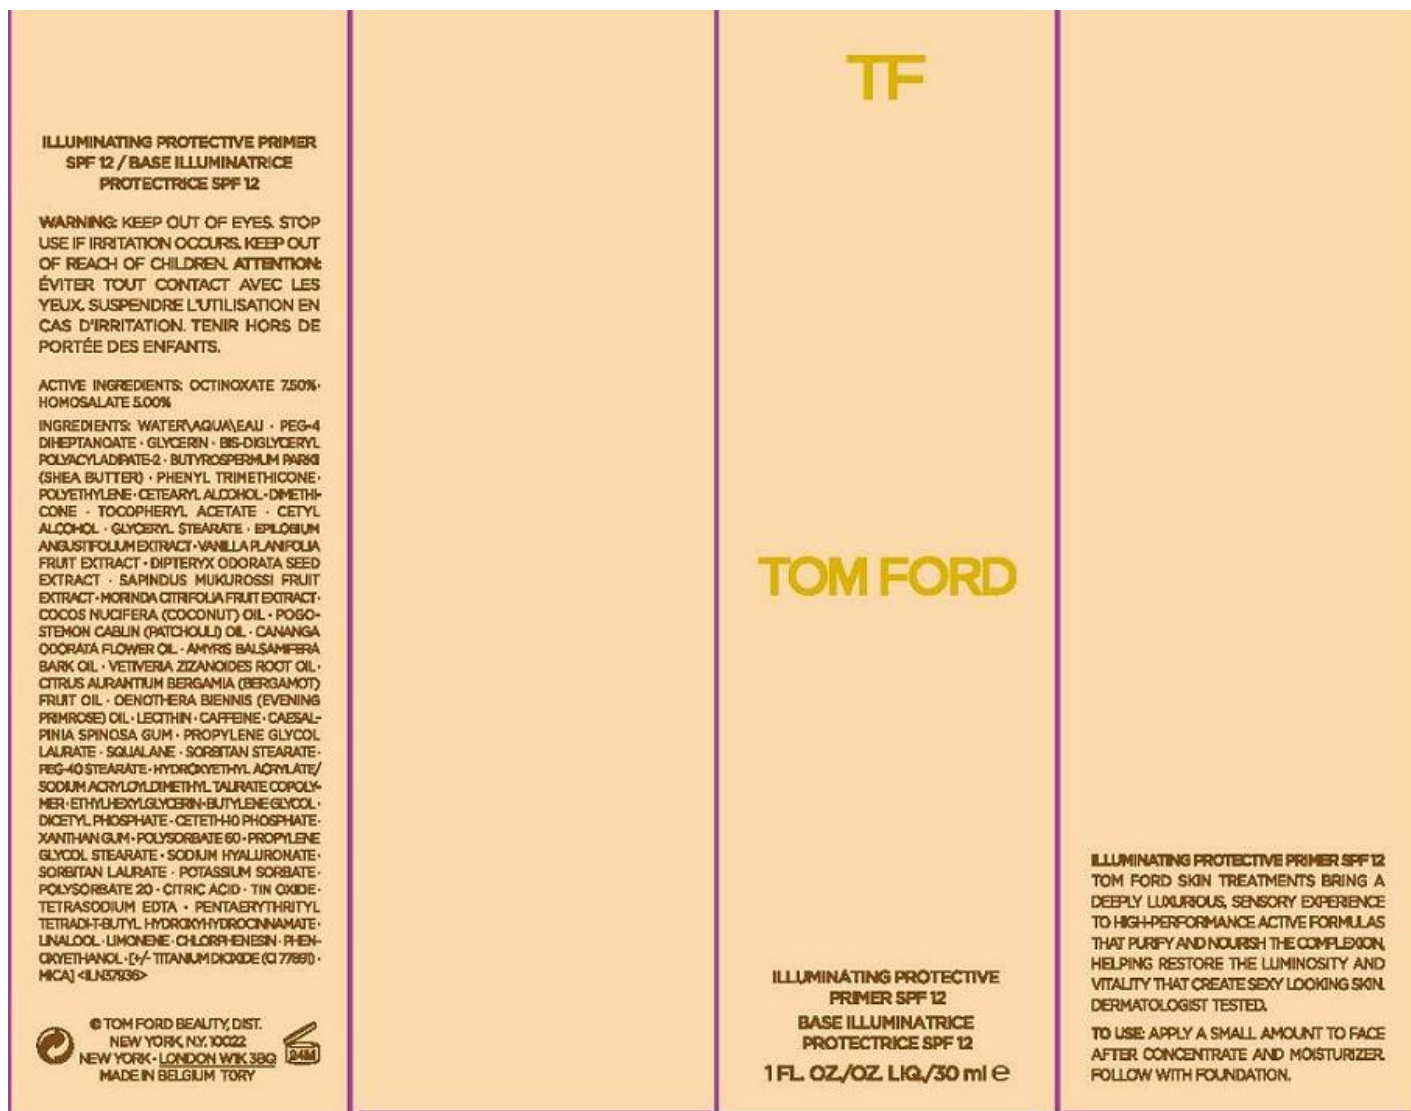 ILLUMINATING PROTECTIVE PRIMER
SPF 12 / BASE ILLUMINATRICE
PROTECTRICE SPF 12
WARNING: KEEP OUT OF EYES. STOP
USE IF IRRITATION OCCURS. KEEP OUT
OF REACH OF CHILDREN. ATTENTION:
ÉVITER TOUT CONTACT AVEC LES
YEUX. SUSPENDRE L'UTILISATION EN
CAS D'IRRITATION. TENIR HORS DE
PORTÉE DES ENFANTS.
ACTIVE INGREDIENTS: OCTINOXATE 7.50% •
HOMOSALATE 5.00%
INGREDIENTS: WATER\AQUA\EAU • PEG-4
DIHEPTANOATE • GLYCERIN • BIS-DIGLYCERYL
POLYACYLADIPATE-2 • BUTYROSPERMUM PARKII
(SHEA BUTTER) • PHENYL TRIMETHICONE •
POLYETHYLENE • CETEARYL ALCOHOL • DIMETHI-
CONE • TOCOPHERYL ACETATE • CETYL
ALCOHOL • GLYCERYL STEARATE • EPILOBIUM
ANGUSTIFOLIUM EXTRACT • VANILLA PLANIFOLIA
FRUIT EXTRACT • DIPTERYX ODORATA SEED
EXTRACT • SAPINDUS MUKUROSSI FRUIT
EXTRACT • MORINDA CITRIFOLIA FRUIT EXTRACT •
COCOS NUCIFERA (COCONUT) OIL • POGO-
STEMON CABLIN (PATCHOULI) OIL • CANANGA
ODORATA FLOWER OIL • AMYRIS BALSAMIFERA
BARK OIL • VETIVERIA ZIZANOIDES ROOT OIL •
CITRUS AURANTIUM BERGAMIA (BERGAMOT)
FRUIT OIL • OENOTHERA BIENNIS (EVENING
PRIMROSE) OIL • LECITHIN • CAFFEINE • CAESAL-
PINIA SPINOSA GUM • PROPYLENE GLYCOL
LAURATE • SQUALANE • SORBITAN STEARATE •
PEG-40 STEARATE • HYDROXYETHYL ACRYLATE/
SODIUM ACRYLOYLDIMETHYL TAURATE COPOLY-
MER • ETHYLHEXYLGLYCERIN • BUTYLENE GLYCOL •
DICETYL PHOSPHATE • CETETH-10 PHOSPHATE •
XANTHAN GUM • POLYSORBATE 60 • PROPYLENE
GLYCOL STEARATE • SODIUM HYALURONATE •
SORBITAN LAURATE • POTASSIUM SORBATE •
POLYSORBATE 20 • CITRIC ACID • TIN OXIDE •
TETRASODIUM EDTA • PENTAERYTHRITYL
TETRA-DI-T-BUTYL HYDROXYHYDROCINNAMATE •
LINALOOL • LIMONENE • CHLORPHENESIN • PHEN-
OXYETHANOL • [+/- TITANIUM DIOXIDE (CI 77891) •
MICA] <ILN37936>
© TOM FORD BEAUTY, DIST.
NEW YORK, N.Y. 10022
NEW YORK • LONDON W1K 3BQ
MADE IN BELGIUM TORY
24M
TF
TOM FORD
ILLUMINATING PROTECTIVE
PRIMER SPF 12
BASE ILLUMINATRICE
PROTECTRICE SPF 12
1 FL. OZ./OZ. LIQ./30 ml e
ILLUMINATING PROTECTIVE PRIMER SPF 12
TOM FORD SKIN TREATMENTS BRING A
DEEPLY LUXURIOUS, SENSORY EXPERIENCE
TO HIGH-PERFORMANCE ACTIVE FORMULAS
THAT PURIFY AND NOURISH THE COMPLEXION,
HELPING RESTORE THE LUMINOSITY AND
VITALITY THAT CREATE SEXY LOOKING SKIN.
DERMATOLOGIST TESTED.
TO USE: APPLY A SMALL AMOUNT TO FACE
AFTER CONCENTRATE AND MOISTURIZER.
FOLLOW WITH FOUNDATION.